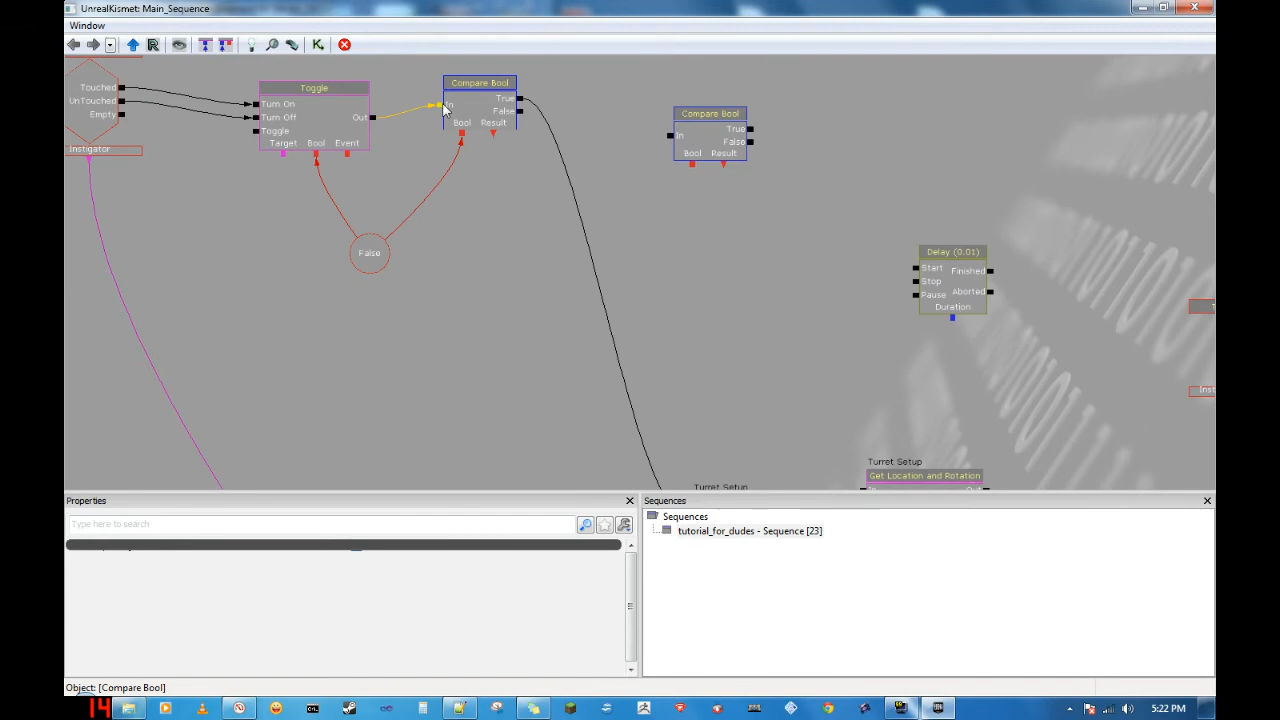 UnrealKismet: Main_Sequence
Window
Touched
UnTouched
Empty
Instigator
Toggle
Turn On
Turn Off
Out
Toggle
Target Bool Event
Compare Bool
In
True
False
Bool Result
False
Compare Bool
In
True
False
Bool Result
Delay (0.01)
Start
Finished
Stop
Aborted
Pause
Duration
Turret Setup
Get Location and Rotation
In
Out
Turret Setup
Properties
Type here to search
Sequences
Sequences
tutorial_for_dudes - Sequence [23]
Object: [Compare Bool]
14
5:22 PM